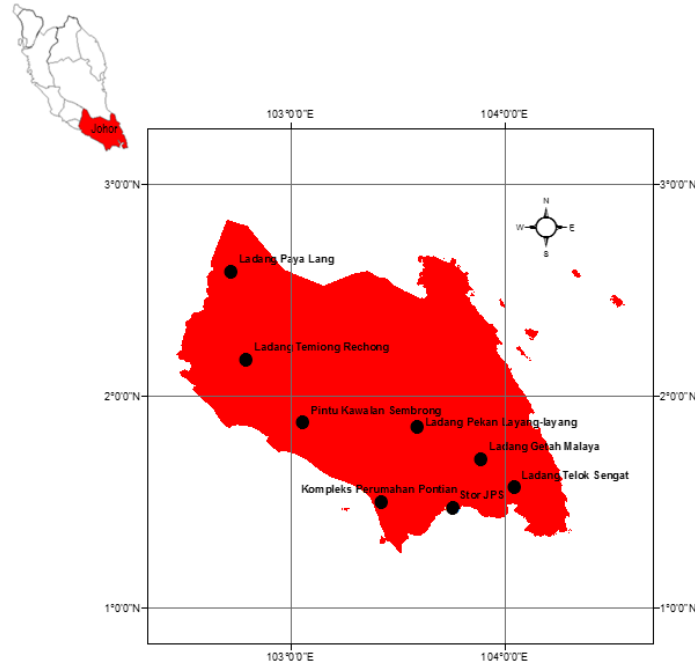 Johor
103°0'0"E
104°0'0"E
3°0'0"N
3°0'0"N
N
W
E
S
Ladang Paya Lang
Ladang Temiong Rechong
2°0'0"N
2°0'0"N
Pintu Kawalan Sembrong
Ladang Pekan Layang-layang
Ladang Getah Malaya
Ladang Telok Sengat
Kompleks Perumahan Pontian
Stor JPS
1°0'0"N
1°0'0"N
103°0'0"E
104°0'0"E